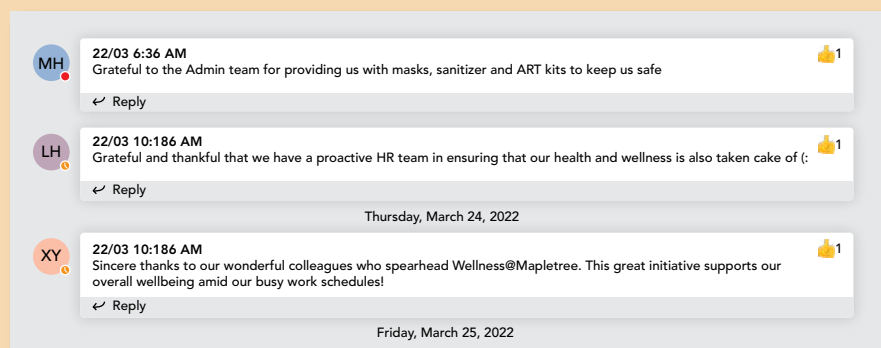 MH
22/03 6:36 AM
1
Grateful to the Admin team for providing us with masks, sanitizer and ART kits to keep us safe
Reply
LH
22/03 10:186 AM
1
Grateful and thankful that we have a proactive HR team in ensuring that our health and wellness is also taken cake of (:
Reply
Thursday, March 24, 2022
XY
22/03 10:186 AM
1
Sincere thanks to our wonderful colleagues who spearhead Wellness@Mapletree. This great initiative supports our
overall wellbeing amid our busy work schedules!
Reply
Friday, March 25, 2022